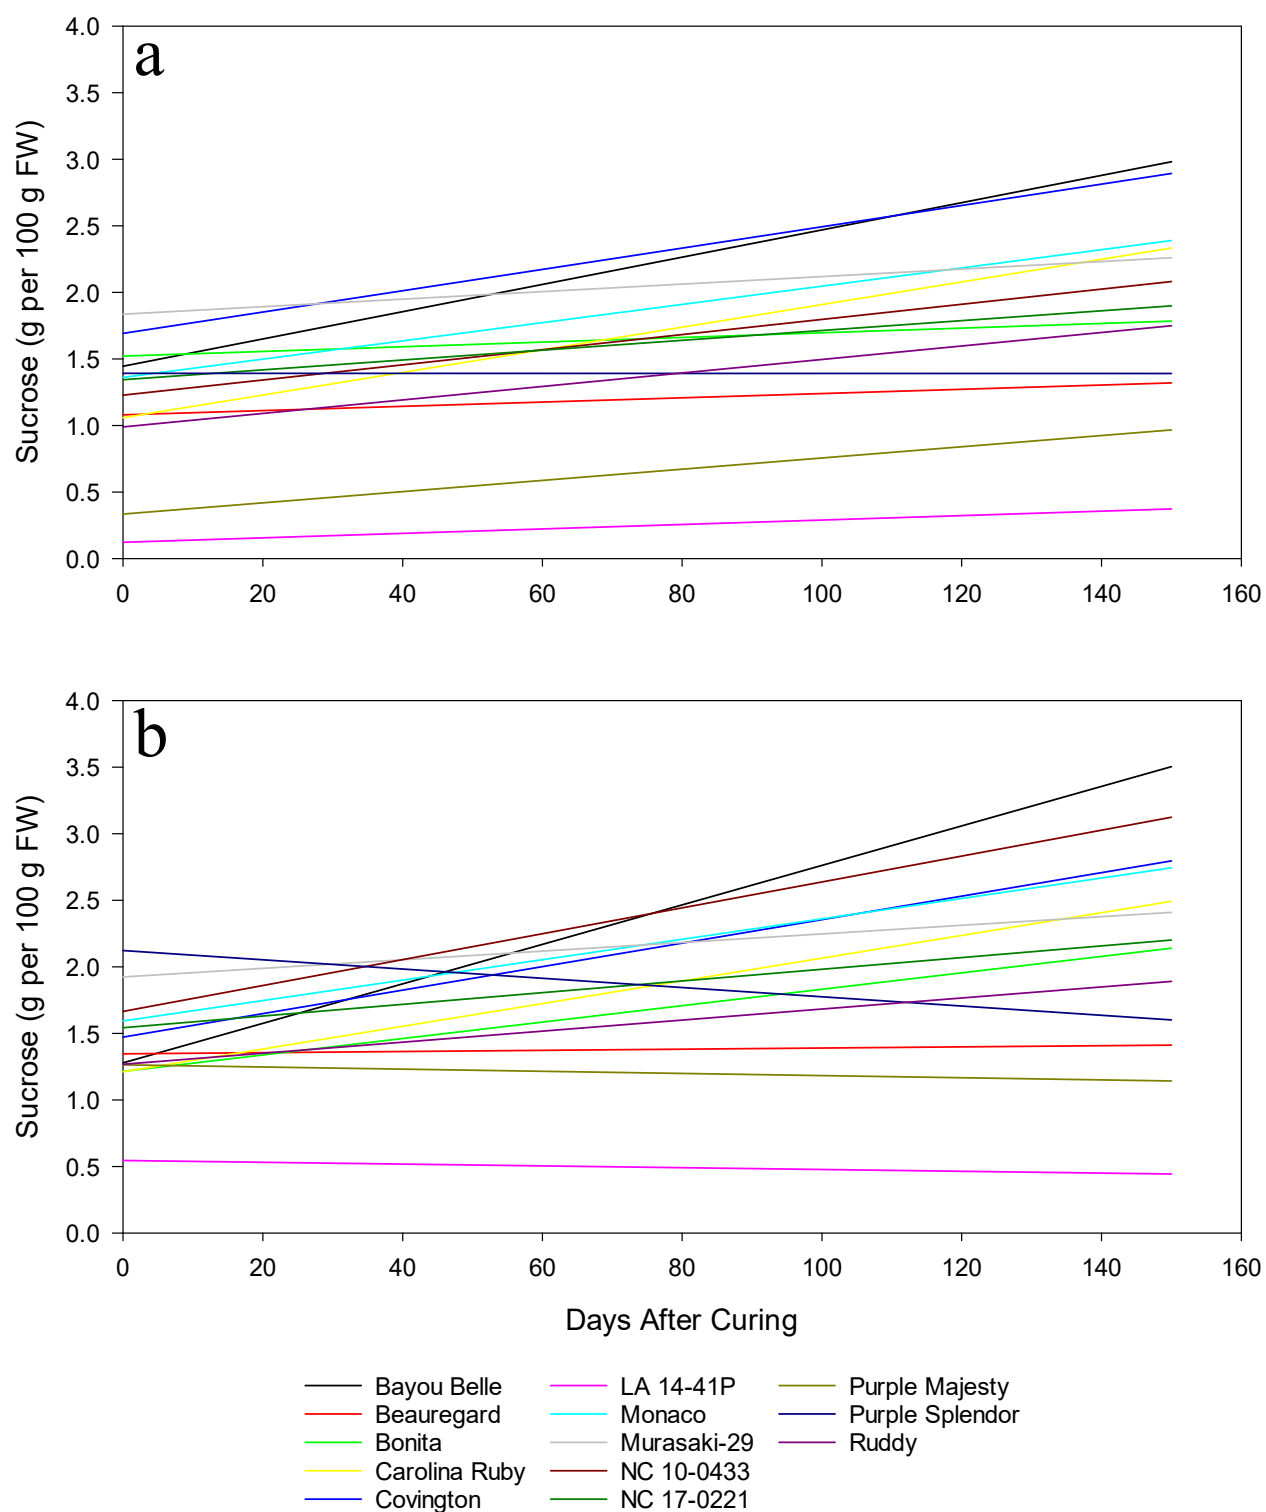 a
4.0
3.5
3.0
2.5
2.0
1.5
1.0
0.5
0.0
Sucrose (g per 100 g FW)
0 20 40 60 80 100 120 140 160
b
4.0
3.5
3.0
2.5
2.0
1.5
1.0
0.5
0.0
Sucrose (g per 100 g FW)
0 20 40 60 80 100 120 140 160
Days After Curing
Bayou Belle LA 14-41P Purple Majesty
Beauregard Monaco Purple Splendor
Bonita Murasaki-29 Ruddy
Carolina Ruby NC 10-0433
Covington NC 17-0221